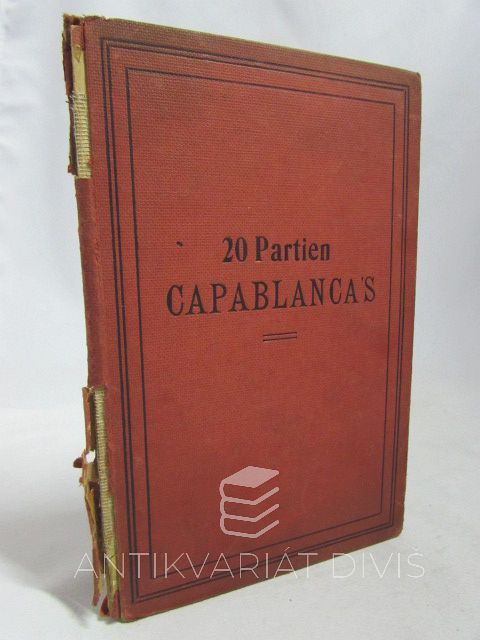 20 Partien
CAPABLANCA'S
ANTIKVARIÁT DIVIŠ